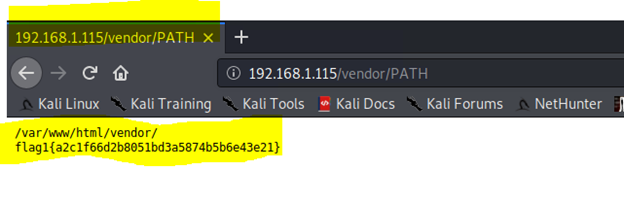 192.168.1.115/vendor/PATH
192.168.1.115/vendor/PATH
Kali Linux Kali Training Kali Tools Kali Docs Kali Forums NetHunter
/var/www/html/vendor/
flag1{a2c1f66d2b8051bd3a5874b5b6e43e21}